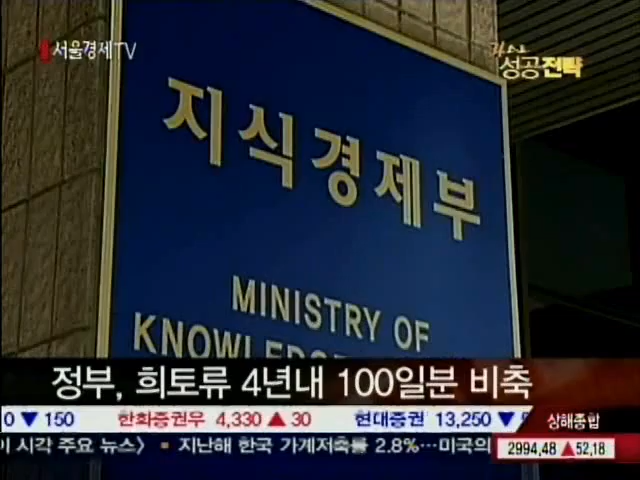 서울경제TV
성공전략
지식경제부
MINISTRY OF
정부, 희토류 4년내 100일분 비축
0 ▼ 150 한화증권우 4,330 ▲ 30 현대증권 13,250 ▼
상해종합
시각 주요 뉴스> ▪ 지난해 한국 가계저축률 2.8%…미국의
2994,48 ▲ 52,18